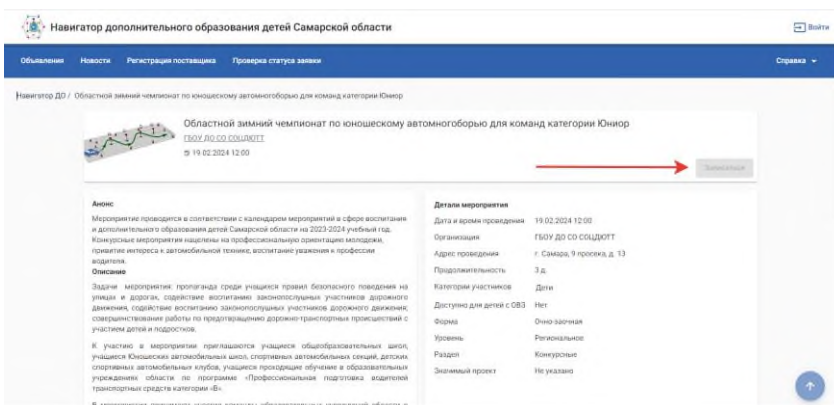 Навигатор дополнительного образования детей Самарской области
Войти
Объявления Новости Регистрация поставщика Проверка статуса заявки Справка
Навигатор ДО / Областной зимний чемпионат по юношескому автомногоборью для команд категории Юниор
Областной зимний чемпионат по юношескому автомногоборью для команд категории Юниор
ГБОУ ДО СО СОЦДЮТТ
19.02.2024 12:00
Записаться
Анонс
Мероприятие проводится в соответствии с календарем мероприятий в сфере воспитания
и дополнительного образования детей Самарской области на 2023-2024 учебный год.
Конкурсные мероприятия нацелены на профессиональную ориентацию молодежи,
привитие интереса к автомобильной технике, воспитание уважения к профессии
водителя.
Описание
Задачи мероприятия: пропаганда среди учащихся правил безопасного поведения на
улицах и дорогах, содействие воспитанию законопослушных участников дорожного
движения, содействие воспитанию законопослушных участников дорожного движения;
совершенствование работы по предотвращению дорожно-транспортных происшествий с
участием детей и подростков.
К участию в мероприятии приглашаются учащиеся общеобразовательных школ,
учащиеся Юношеских автомобильных школ, спортивных автомобильных секций, детских
спортивных автомобильных клубов, учащиеся проходящие обучение в образовательных
учреждениях области по программе «Профессиональная подготовка водителей
транспортных средств категории «В».
Детали мероприятия
Дата и время проведения 19.02.2024 12:00
Организация ГБОУ ДО СО СОЦДЮТТ
Адрес проведения г. Самара, 9 просека, д. 13
Продолжительность 3 д.
Категории участников Дети
Доступно для детей с ОВЗ Нет
Форма Очно-заочная
Уровень Региональное
Раздел Конкурсные
Значимый проект Не указано